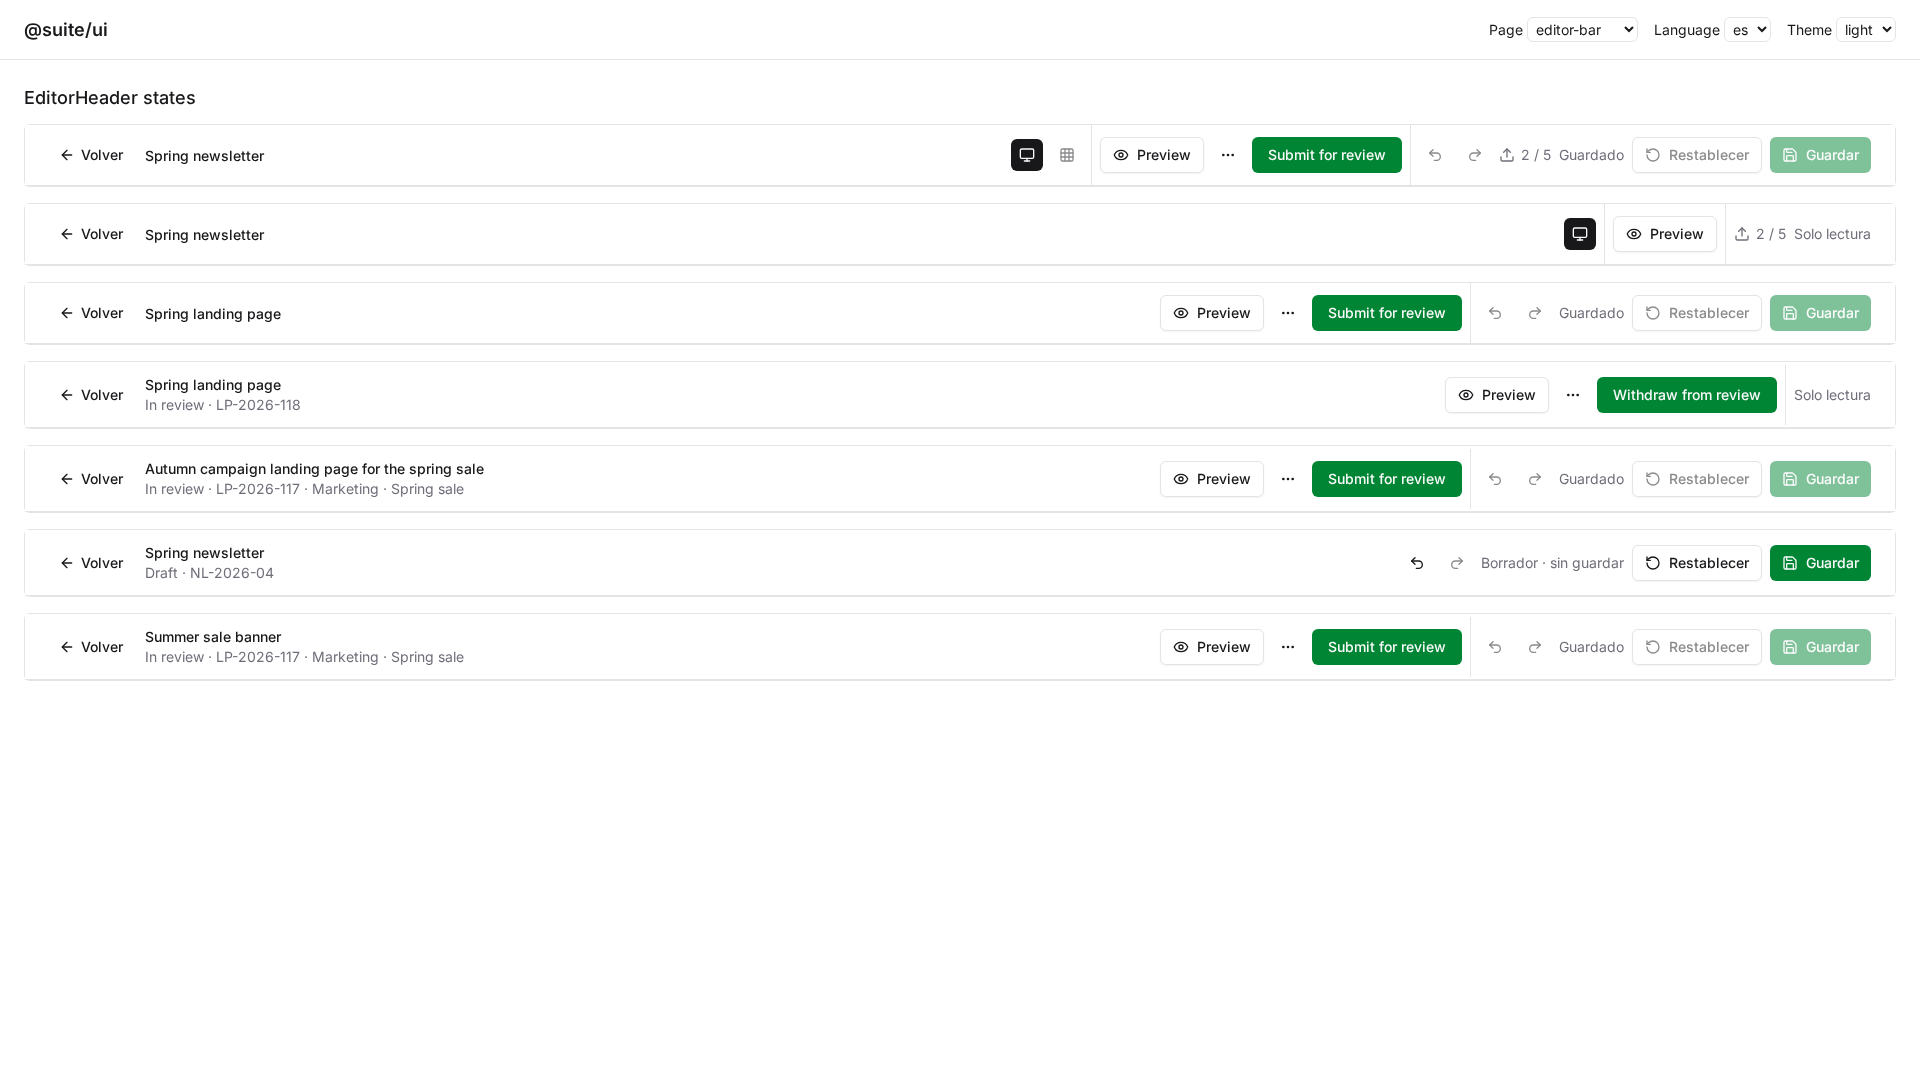 @suite/ui
Page editor-bar Language es Theme light
EditorHeader states
Volver Spring newsletter Preview Submit for review 2 / 5 Guardado Restablecer Guardar
Volver Spring newsletter Preview 2 / 5 Solo lectura
Volver Spring landing page Preview Submit for review Guardado Restablecer Guardar
Volver Spring landing page Preview Withdraw from review Solo lectura
In review · LP-2026-118
Volver Autumn campaign landing page for the spring sale Preview Submit for review Guardado Restablecer Guardar
In review · LP-2026-117 · Marketing · Spring sale
Volver Spring newsletter Borrador · sin guardar Restablecer Guardar
Draft · NL-2026-04
Volver Summer sale banner Preview Submit for review Guardado Restablecer Guardar
In review · LP-2026-117 · Marketing · Spring sale